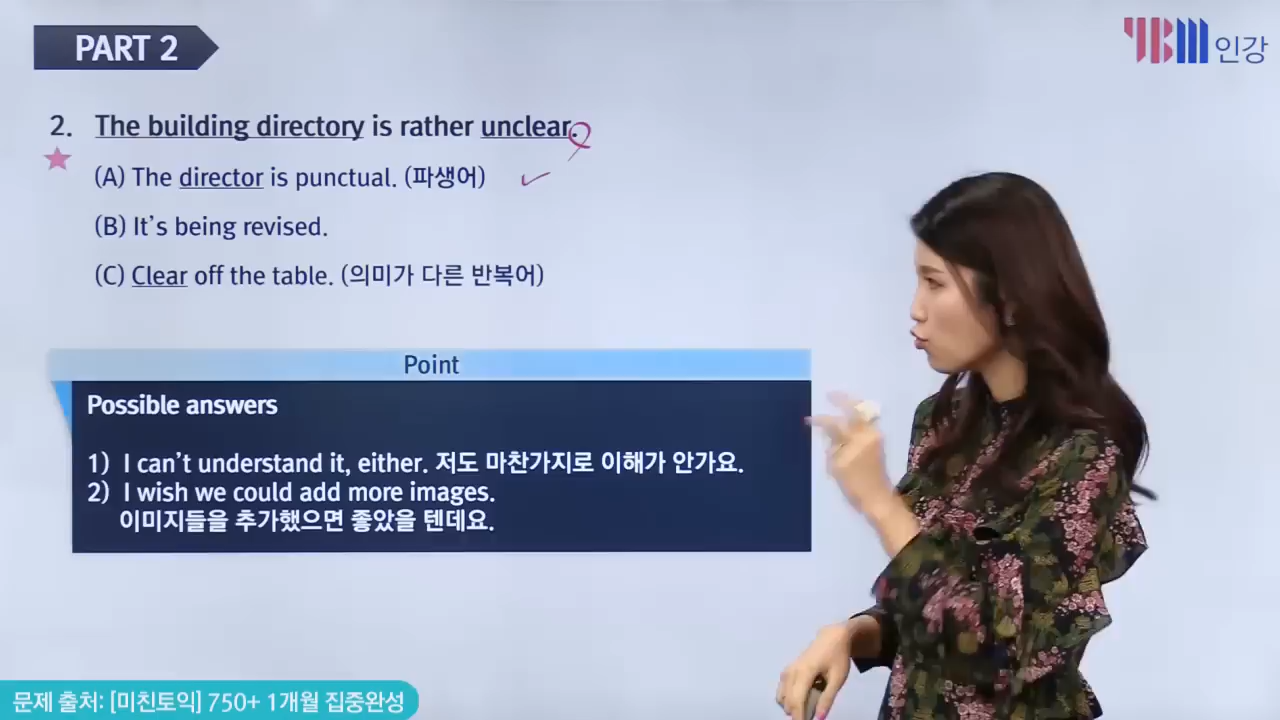 PART 2
YBM 인강
2. The building directory is rather unclear.
(A) The director is punctual. (파생어)
(B) It's being revised.
(C) Clear off the table. (의미가 다른 반복어)
Point
Possible answers
1) I can't understand it, either. 저도 마찬가지로 이해가 안가요.
2) I wish we could add more images.
이미지들을 추가했으면 좋았을 텐데요.
문제 출처: [미친토익] 750+ 1개월 집중완성